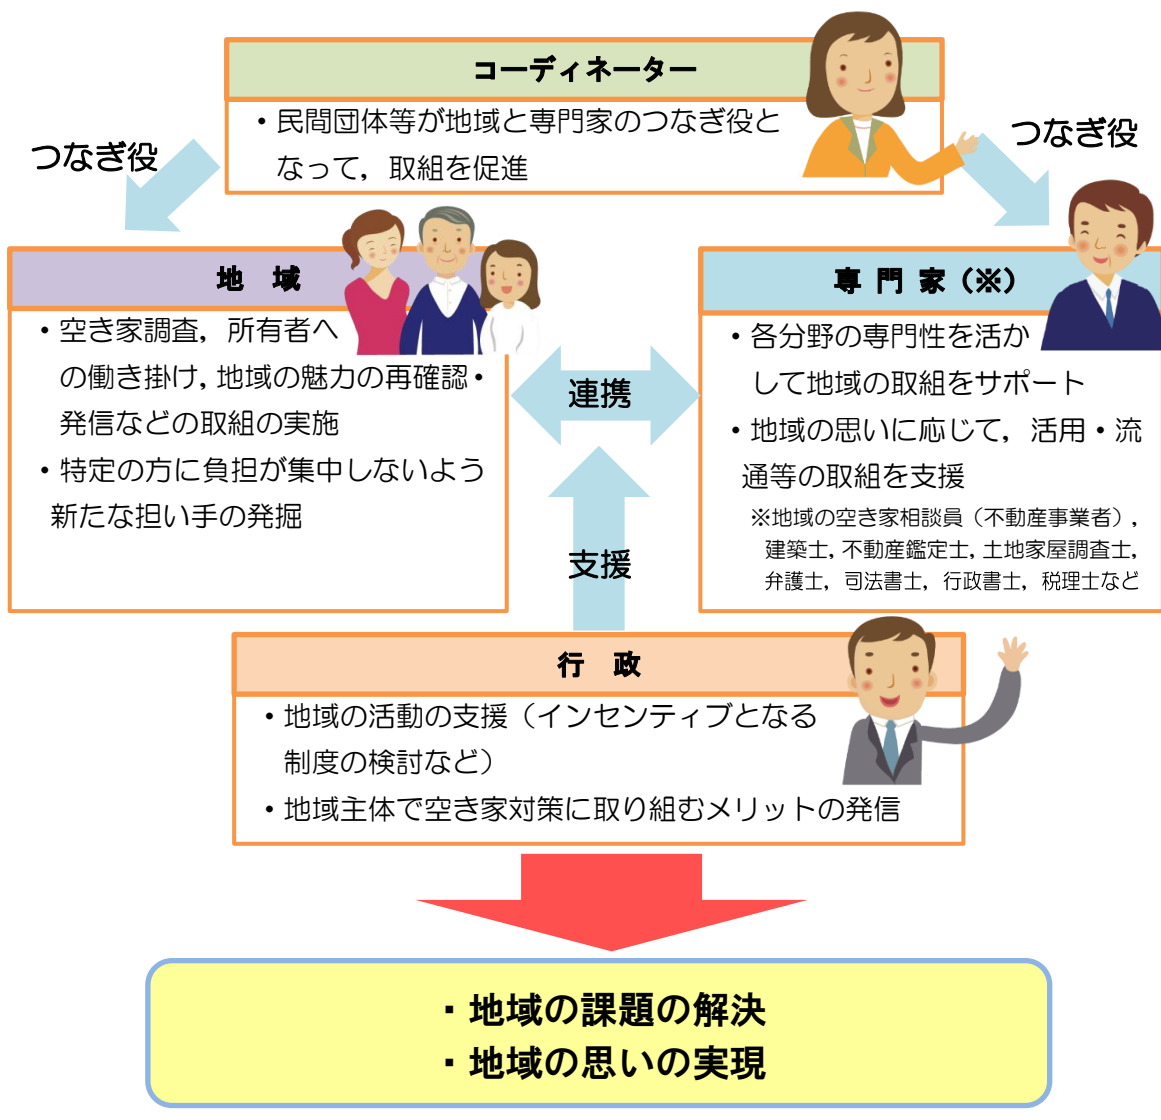 コーディネーター
・民間団体等が地域と専門家のつなぎ役と
なって，取組を促進
つなぎ役
つなぎ役
地　域
・空き家調査，所有者へ
の働き掛け，地域の魅力の再確認・
発信などの取組の実施
・特定の方に負担が集中しないよう
新たな担い手の発掘
連携
専 門 家（※）
・各分野の専門性を活か
して地域の取組をサポート
・地域の思いに応じて，活用・流
通等の取組を支援
※地域の空き家相談員（不動産事業者），
建築士，不動産鑑定士，土地家屋調査士，
弁護士，司法書士，行政書士，税理士など
支援
行　政
・地域の活動の支援（インセンティブとなる
制度の検討など）
・地域主体で空き家対策に取り組むメリットの発信
・地域の課題の解決
・地域の思いの実現